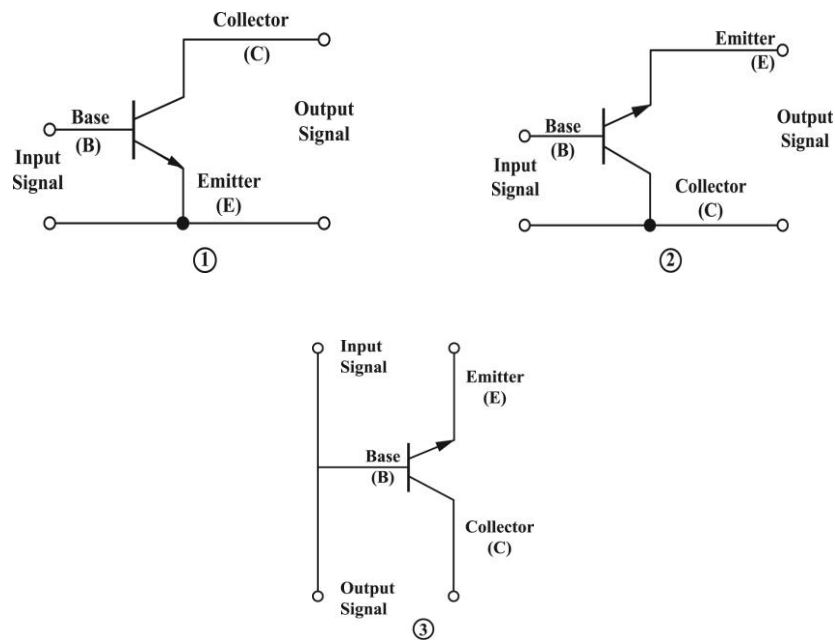 Collector
(C)
Base
(B)
Input
Signal
Output
Signal
Emitter
(E)
①
Emitter
(E)
Base
(B)
Input
Signal
Output
Signal
Collector
(C)
②
Input
Signal
Emitter
(E)
Base
(B)
Collector
(C)
Output
Signal
③